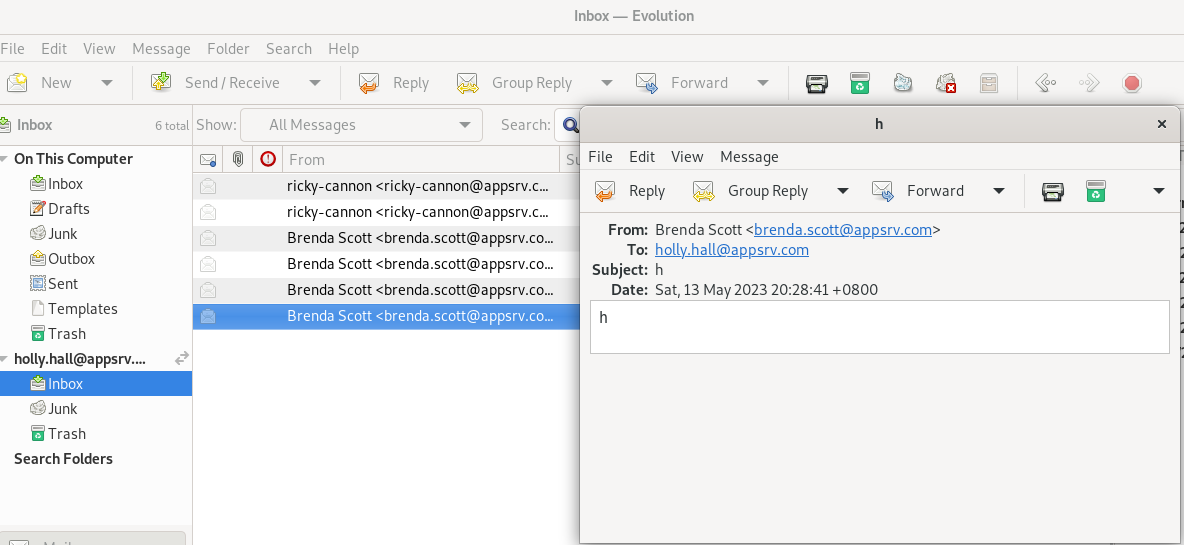 Inbox — Evolution
File Edit View Message Folder Search Help
New Send / Receive Reply Group Reply Forward
Inbox 6 total Show: All Messages Search:
From
On This Computer
Inbox
Drafts
Junk
Outbox
Sent
Templates
Trash
holly.hall@appsrv....
Inbox
Junk
Trash
Search Folders
ricky-cannon <ricky-cannon@appsrv.c...
ricky-cannon <ricky-cannon@appsrv.c...
Brenda Scott <brenda.scott@appsrv.co...
Brenda Scott <brenda.scott@appsrv.co...
Brenda Scott <brenda.scott@appsrv.co...
Brenda Scott <brenda.scott@appsrv.co...
h
File Edit View Message
Reply Group Reply Forward
From: Brenda Scott <brenda.scott@appsrv.com>
To: holly.hall@appsrv.com
Subject: h
Date: Sat, 13 May 2023 20:28:41 +0800
h